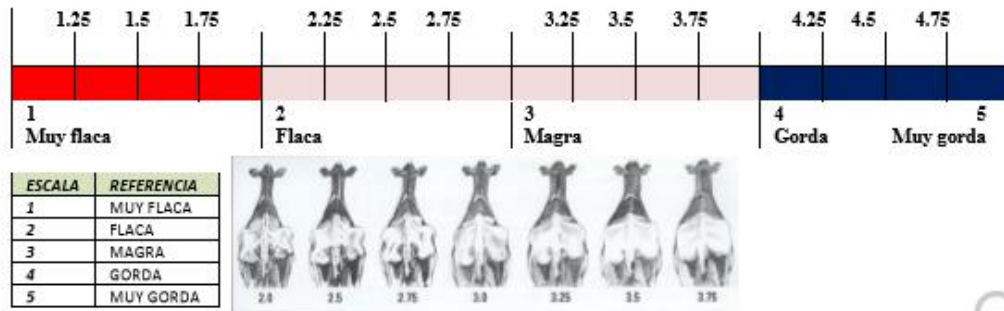 1.25 1.5 1.75 2.25 2.5 2.75 3.25 3.5 3.75 4.25 4.5 4.75
1 2 3 4 5
Muy flaca Flaca Magra Gorda Muy gorda
ESCALA REFERENCIA
1 MUY FLACA
2 FLACA
3 MAGRA
4 GORDA
5 MUY GORDA
2.0 2.5 2.75 3.0 3.25 3.5 3.75